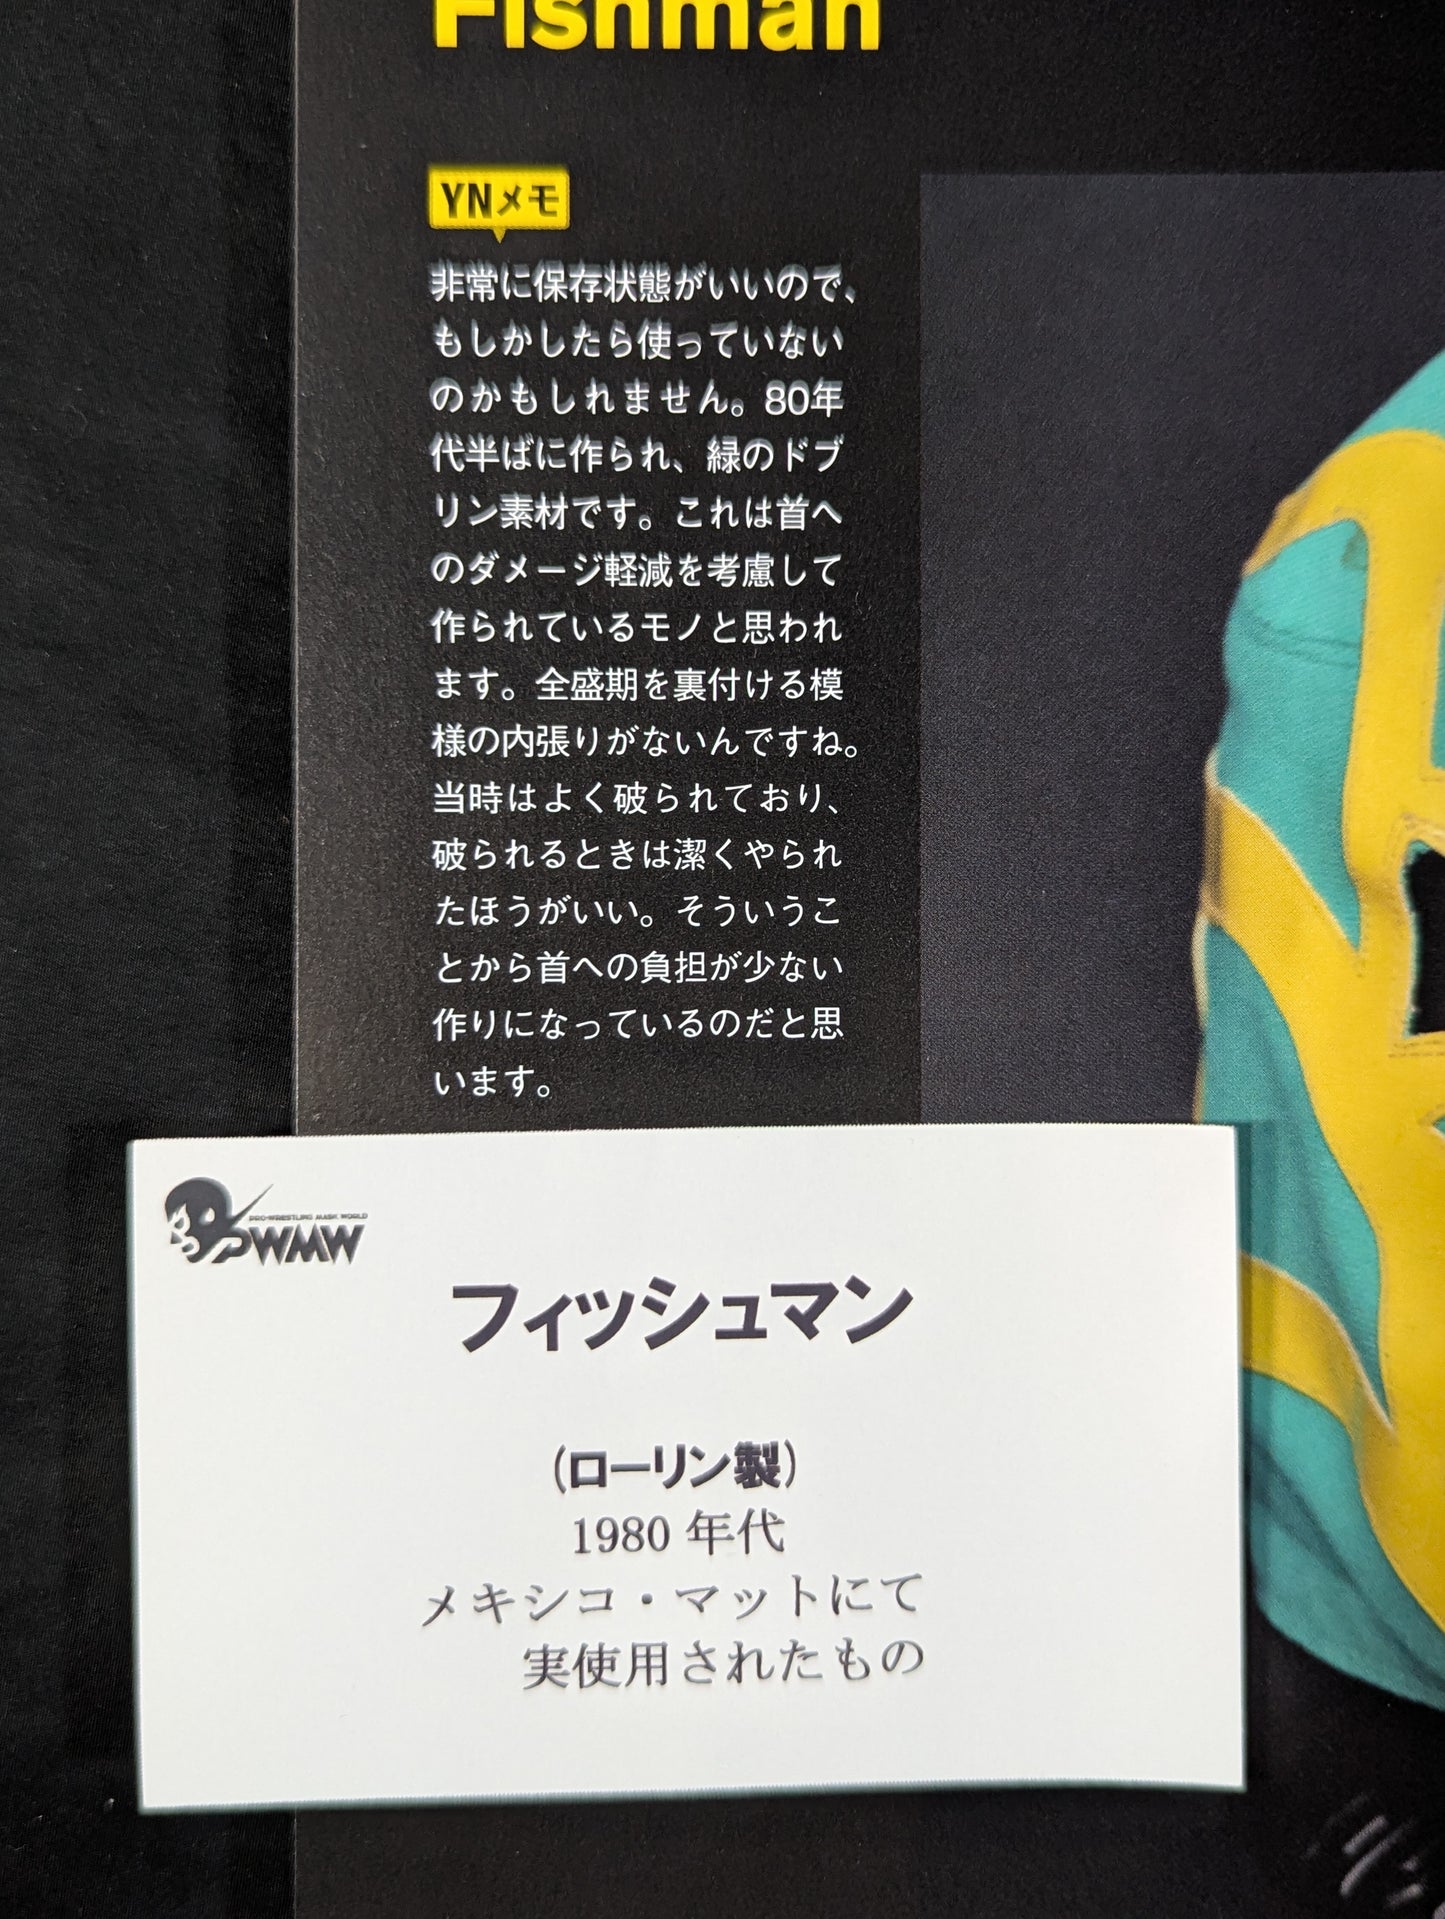 Fishman
YNメモ
非常に保存状態がいいので、
もしかしたら使っていない
のかもしれません。80年
代半ばに作られ、緑のドブ
リン素材です。これは首へ
のダメージ軽減を考慮して
作られているモノと思われ
ます。全盛期を裏付ける模
様の内張りがないんですね。
当時はよく破られており、
破られるときは潔くやられ
たほうがいい。そういうこ
とから首への負担が少ない
作りになっているのだと思
います。
PRO-WRESTLING MASK WORLD
PWMW
フィッシュマン
(ローリン製)
1980 年代
メキシコ・マットにて
実使用されたもの